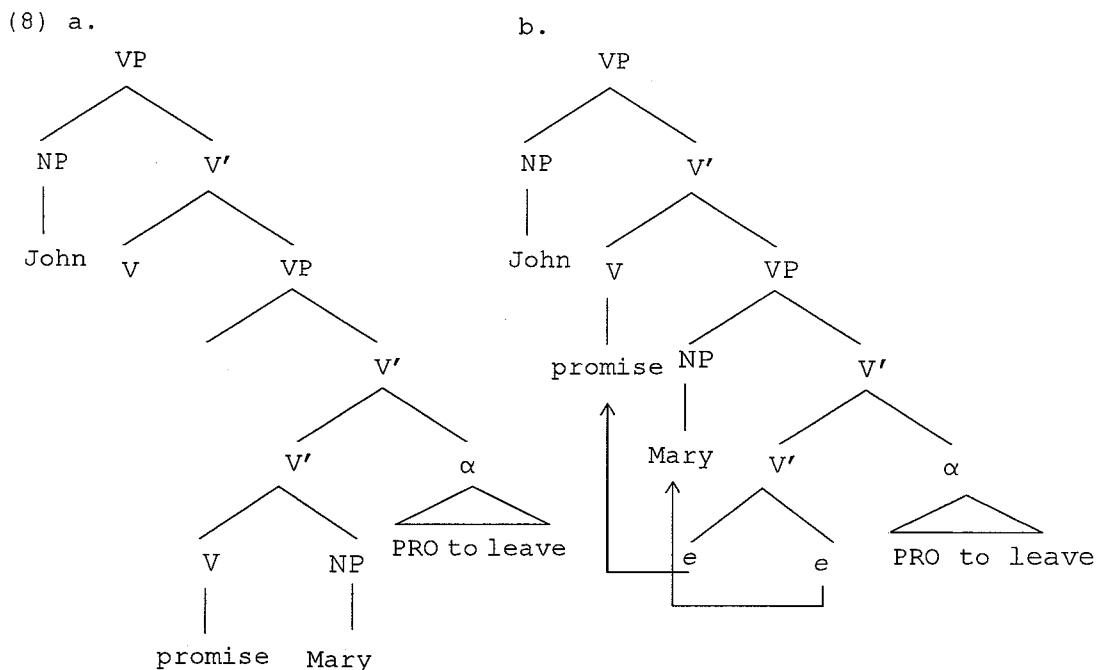 (8) a. b.
VP VP
NP V′ NP V′
John V VP John V VP
promise NP
V′ V′
Mary
V′ α V′ α
V NP PRO to leave e e PRO to leave
promise Mary